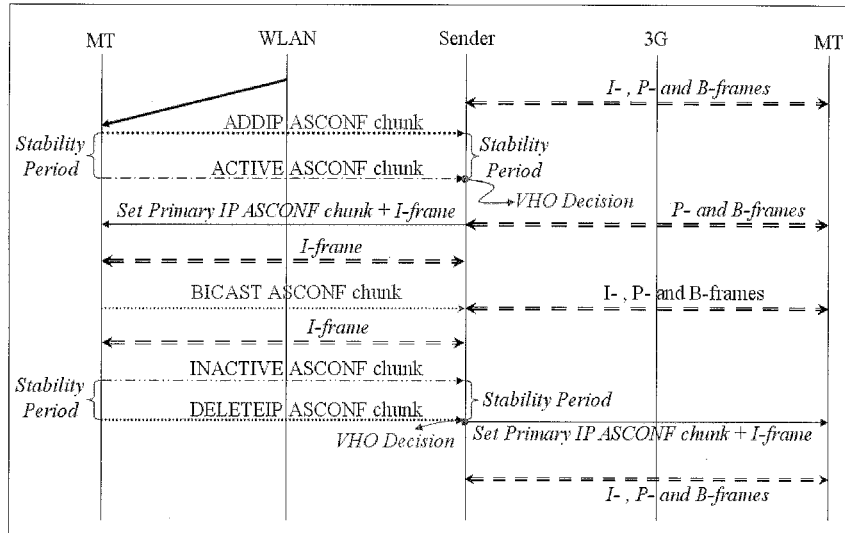 MT WLAN Sender 3G MT
I- , P- and B-frames
ADDIP ASCONF chunk
Stability
Period
Stability
Period
ACTIVE ASCONF chunk
VHO Decision
Set Primary IP ASCONF chunk + I-frame
P- and B-frames
I-frame
BICAST ASCONF chunk
I- , P- and B-frames
I-frame
INACTIVE ASCONF chunk
Stability
Period
Stability Period
DELETEIP ASCONF chunk
VHO Decision
Set Primary IP ASCONF chunk + I-frame
I- , P- and B-frames